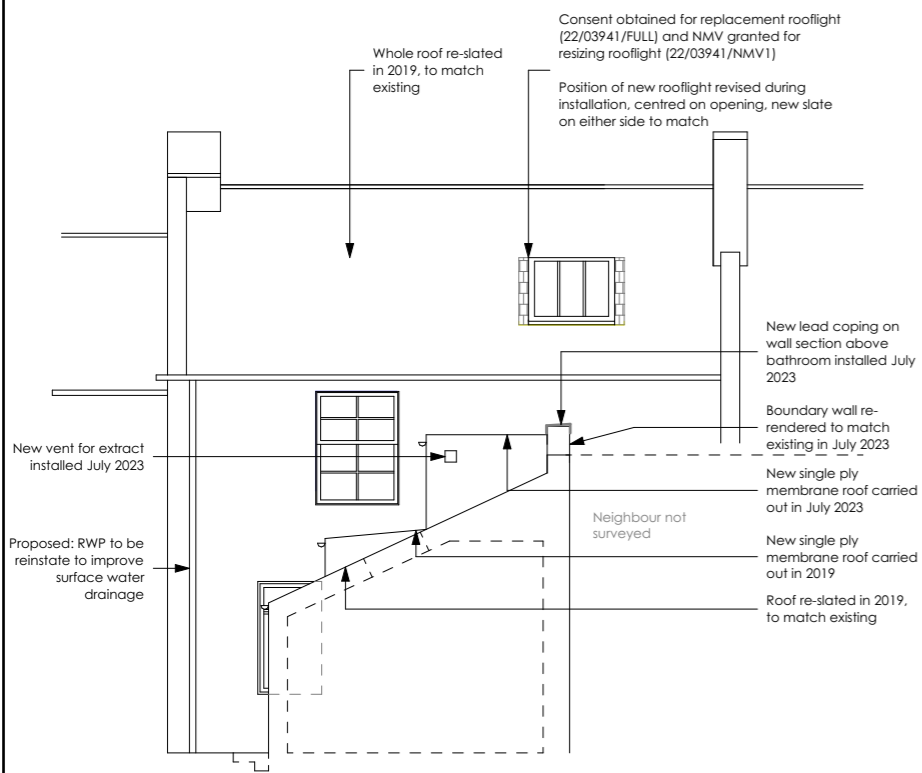 Consent obtained for replacement rooflight
(22/03941/FULL) and NMV granted for
resizing rooflight (22/03941/NMV1)
Position of new rooflight revised during
installation, centred on opening, new slate
on either side to match
Whole roof re-slated
in 2019, to match
existing
New lead coping on
wall section above
bathroom installed July
2023
Boundary wall re-
rendered to match
existing in July 2023
New vent for extract
installed July 2023
New single ply
membrane roof carried
out in July 2023
Neighbour not
surveyed
Proposed: RWP to be
reinstate to improve
surface water
drainage
New single ply
membrane roof carried
out in 2019
Roof re-slated in 2019,
to match existing